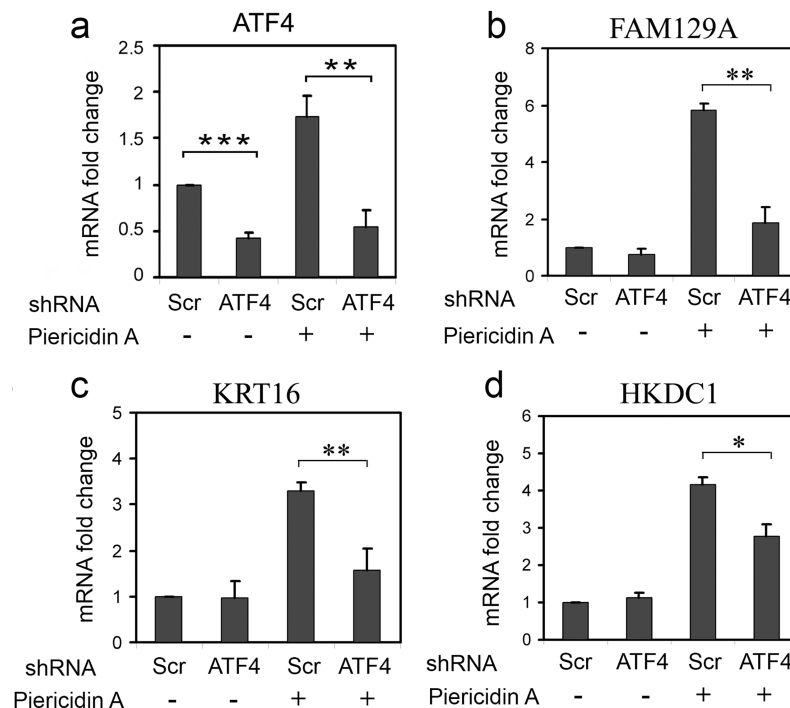 a
ATF4
mRNA fold change
2.5
2
1.5
1
0.5
0
***
**
shRNA Scr ATF4 Scr ATF4
Piericidin A - - + +
b
FAM129A
mRNA fold change
8
6
4
2
0
**
shRNA Scr ATF4 Scr ATF4
Piericidin A - - + +
c
KRT16
mRNA fold change
5
4
3
2
1
0
**
shRNA Scr ATF4 Scr ATF4
Piericidin A - - + +
d
HKDC1
mRNA fold change
6
5
4
3
2
1
0
*
shRNA Scr ATF4 Scr ATF4
Piericidin A - - + +